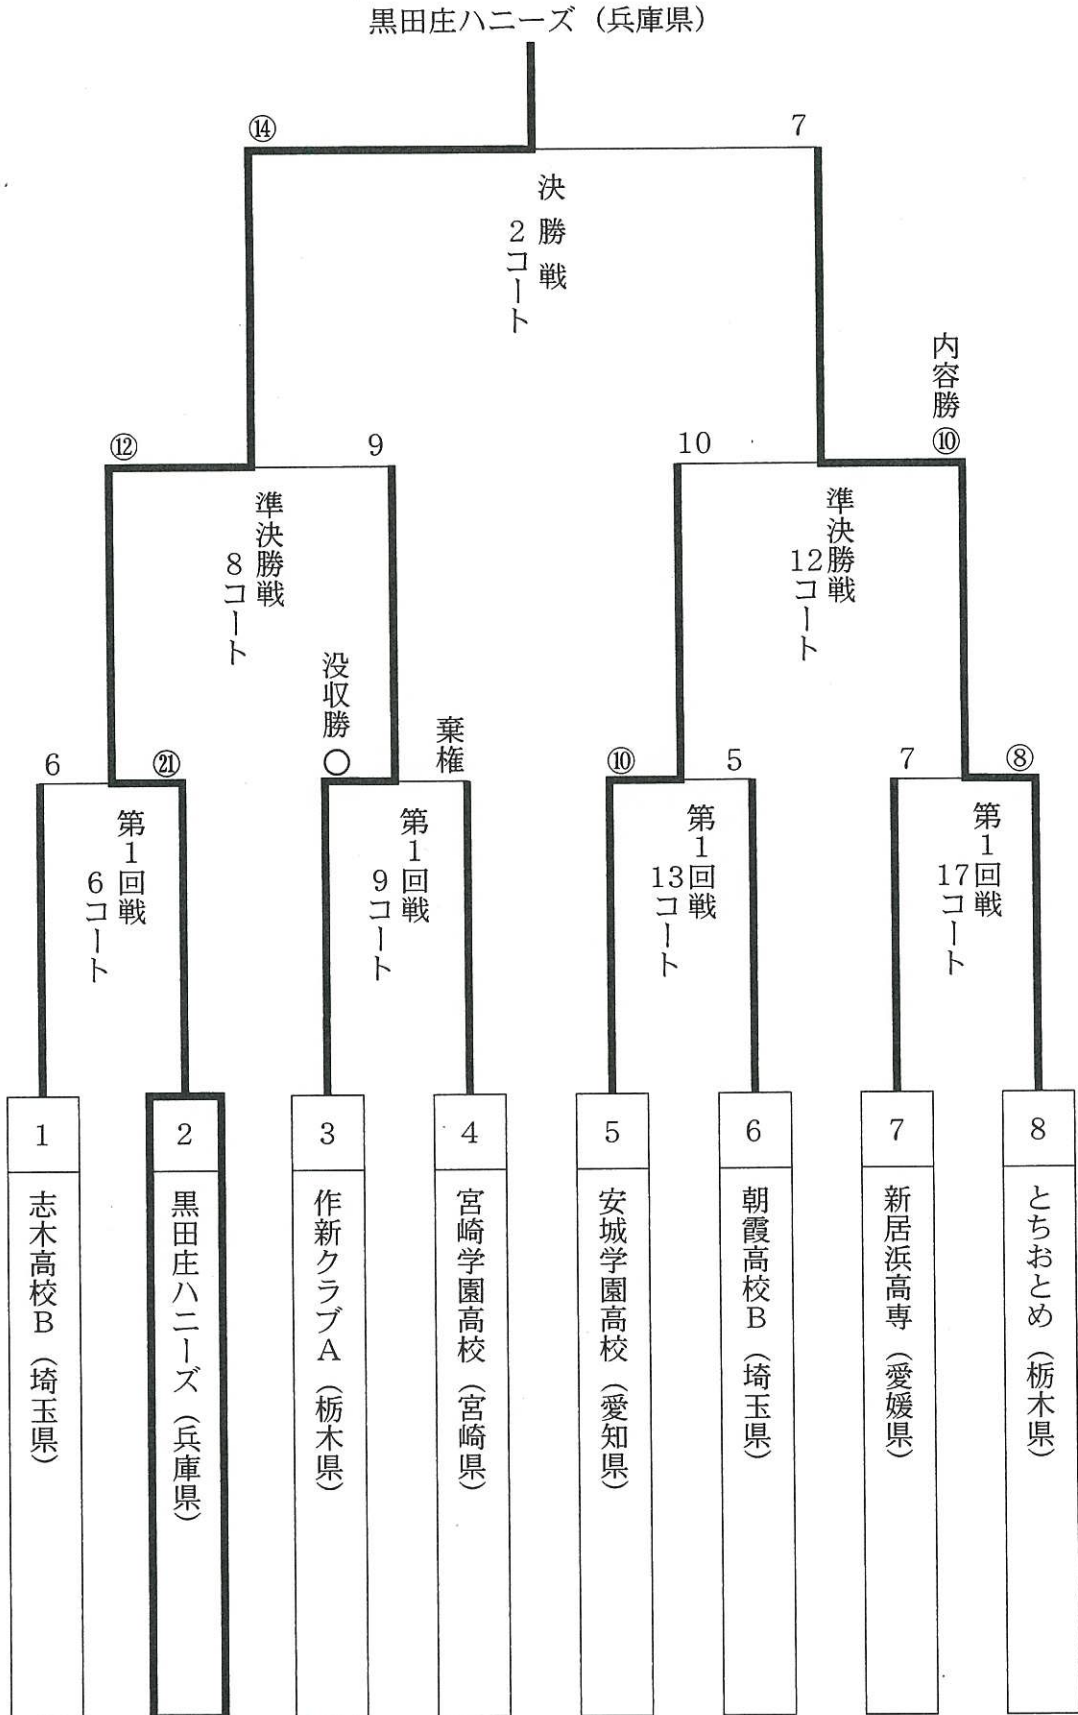 黒田庄ハニーズ（兵庫県）
⑭
7
決勝戦
2コート
内容勝
⑫
9
10
⑩
準決勝戦
8コート
準決勝戦
12コート
没収勝
棄権
6
㉑
○
⑩
5
7
⑧
第1回戦
6コート
第1回戦
9コート
第1回戦
13コート
第1回戦
17コート
1
志木高校B（埼玉県）
2
黒田庄ハニーズ（兵庫県）
3
作新クラブA（栃木県）
4
宮崎学園高校（宮崎県）
5
安城学園高校（愛知県）
6
朝霞高校B（埼玉県）
7
新居浜高専（愛媛県）
8
とちおとめ（栃木県）